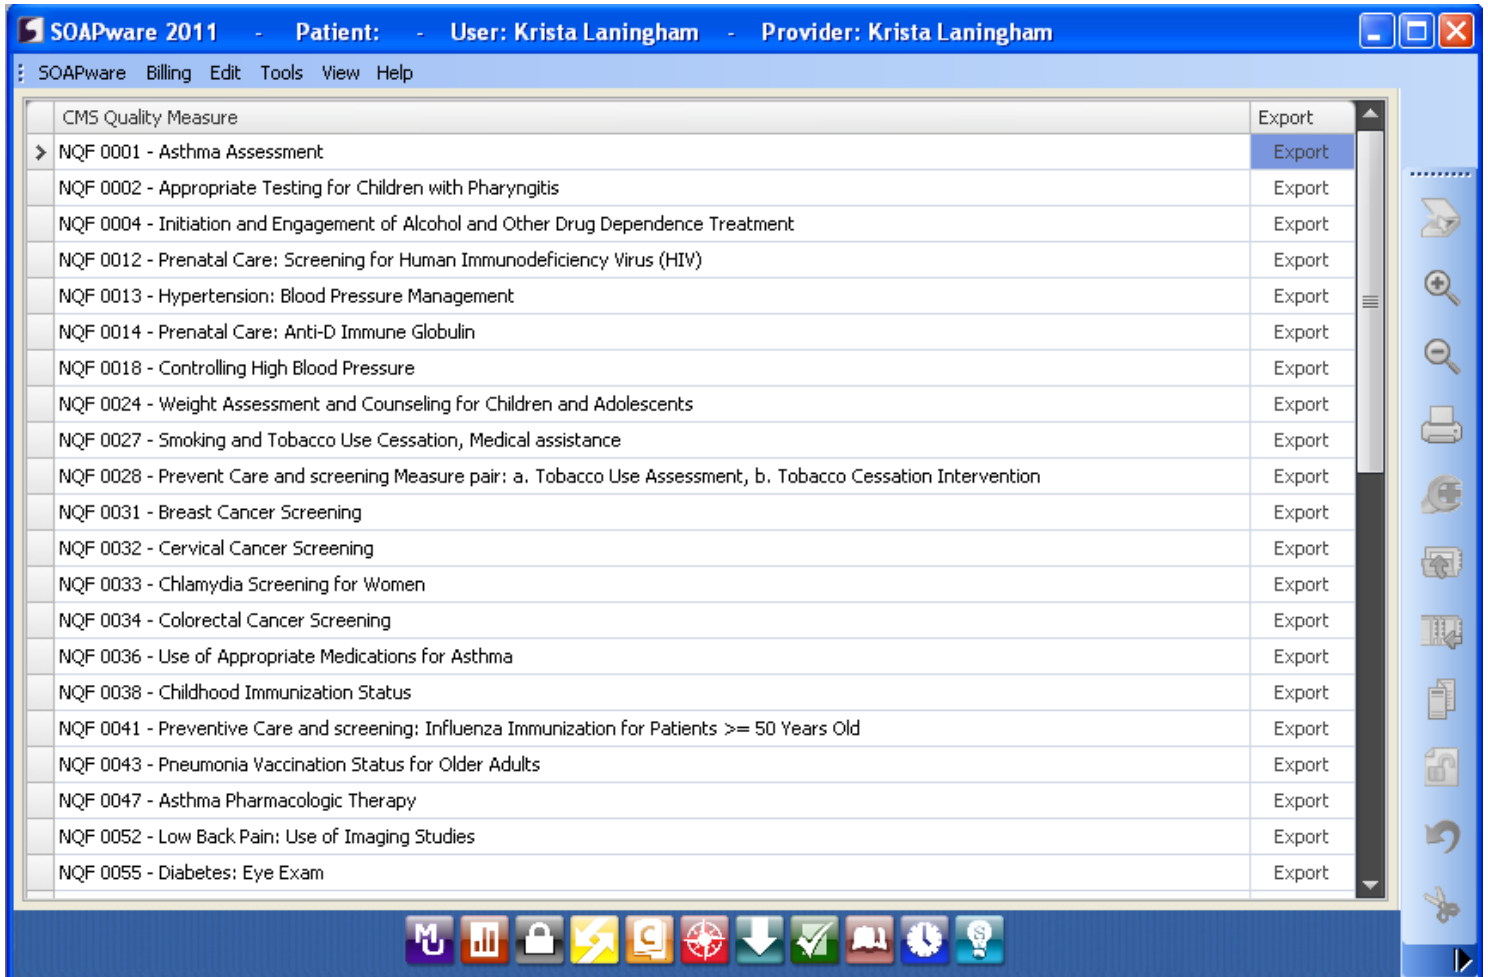 SOAPware 2011 - Patient: - User: Krista Laningham - Provider: Krista Laningham
SOAPware Billing Edit Tools View Help
CMS Quality Measure Export
NQF 0001 - Asthma Assessment Export
NQF 0002 - Appropriate Testing for Children with Pharyngitis Export
NQF 0004 - Initiation and Engagement of Alcohol and Other Drug Dependence Treatment Export
NQF 0012 - Prenatal Care: Screening for Human Immunodeficiency Virus (HIV) Export
NQF 0013 - Hypertension: Blood Pressure Management Export
NQF 0014 - Prenatal Care: Anti-D Immune Globulin Export
NQF 0018 - Controlling High Blood Pressure Export
NQF 0024 - Weight Assessment and Counseling for Children and Adolescents Export
NQF 0027 - Smoking and Tobacco Use Cessation, Medical assistance Export
NQF 0028 - Prevent Care and screening Measure pair: a. Tobacco Use Assessment, b. Tobacco Cessation Intervention Export
NQF 0031 - Breast Cancer Screening Export
NQF 0032 - Cervical Cancer Screening Export
NQF 0033 - Chlamydia Screening for Women Export
NQF 0034 - Colorectal Cancer Screening Export
NQF 0036 - Use of Appropriate Medications for Asthma Export
NQF 0038 - Childhood Immunization Status Export
NQF 0041 - Preventive Care and screening: Influenza Immunization for Patients >= 50 Years Old Export
NQF 0043 - Pneumonia Vaccination Status for Older Adults Export
NQF 0047 - Asthma Pharmacologic Therapy Export
NQF 0052 - Low Back Pain: Use of Imaging Studies Export
NQF 0055 - Diabetes: Eye Exam Export
MU C